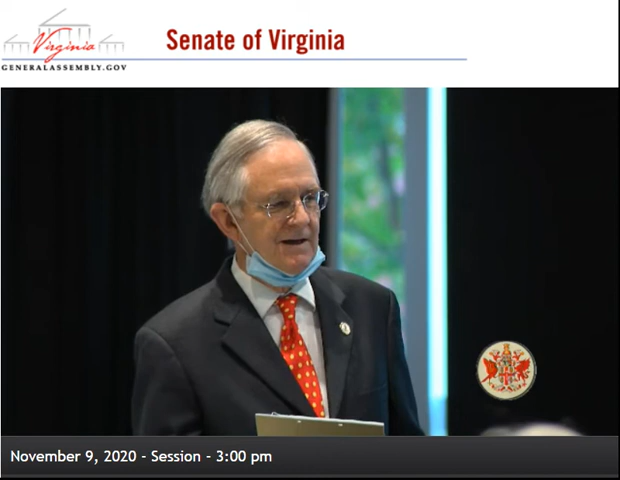 Virginia
GENERALASSEMBLY.GOV
Senate of Virginia
November 9, 2020 - Session - 3:00 pm